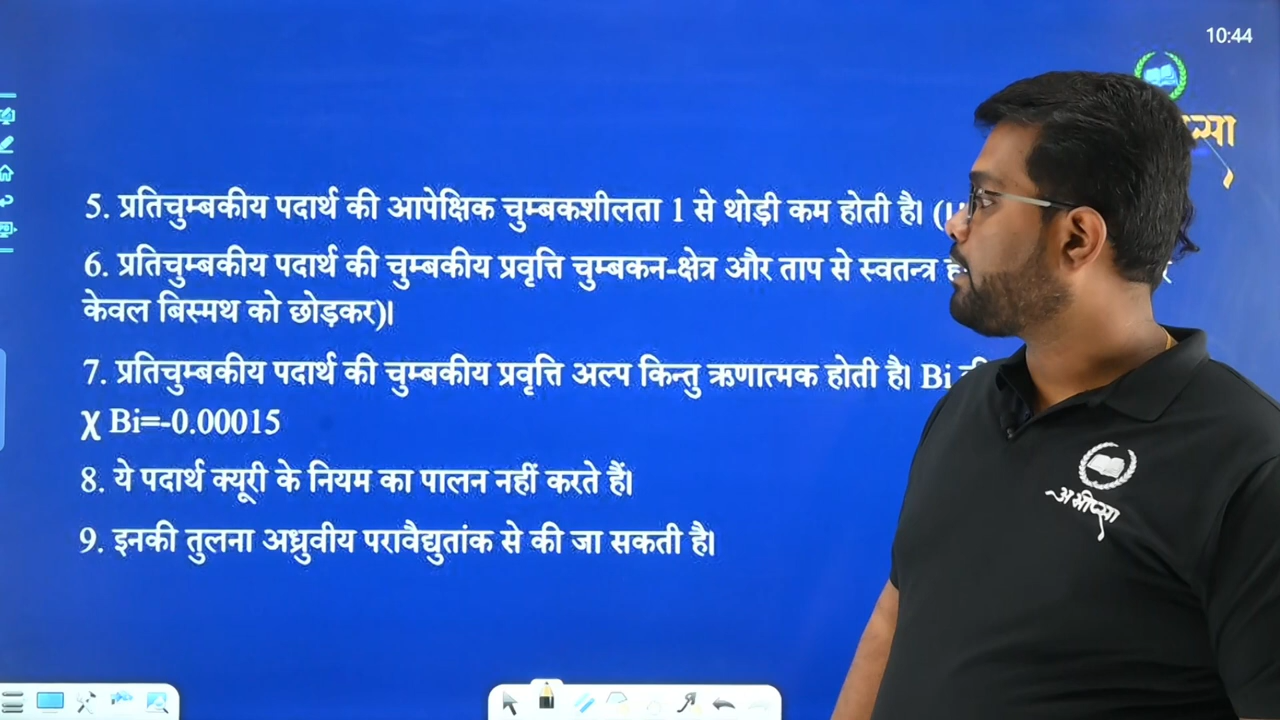 10:44
5. प्रतिचुम्बकीय पदार्थ की आपेक्षिक चुम्बकशीलता 1 से थोड़ी कम होती है। (
6. प्रतिचुम्बकीय पदार्थ की चुम्बकीय प्रवृत्ति चुम्बकन-क्षेत्र और ताप से स्वतन्त्र
केवल बिस्मथ को छोड़कर)।
7. प्रतिचुम्बकीय पदार्थ की चुम्बकीय प्रवृत्ति अल्प किन्तु ऋणात्मक होती है। Bi
χ Bi=-0.00015
8. ये पदार्थ क्यूरी के नियम का पालन नहीं करते हैं।
9. इनकी तुलना अध्रुवीय परावैद्युतांक से की जा सकती है।
अभीप्सा